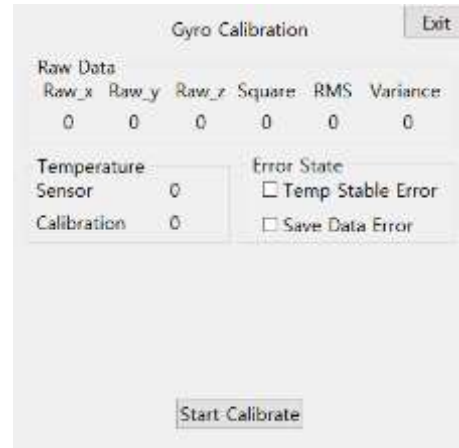 Gyro Calibration Exit
Raw Data
Raw_x Raw_y Raw_z Square RMS Variance
0 0 0 0 0 0
Temperature Error State
Sensor 0 Temp Stable Error
Calibration 0 Save Data Error
Start Calibrate